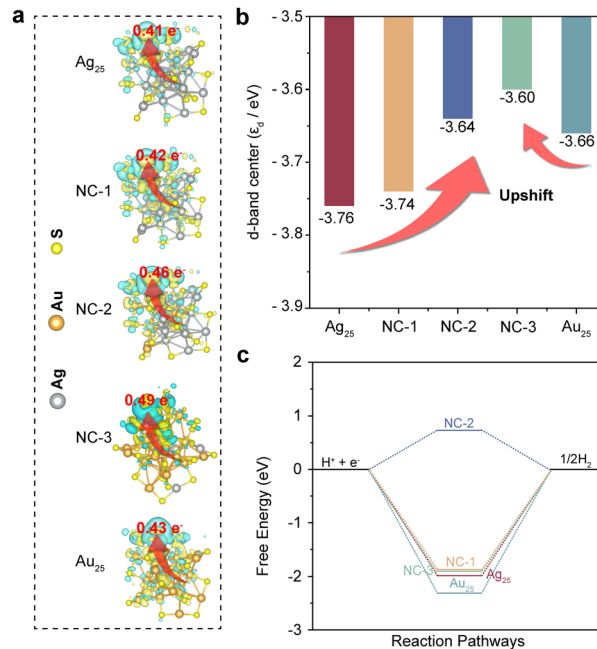 a
Ag25
0.41 e-
NC-1
0.42 e-
NC-2
0.46 e-
NC-3
0.49 e-
Au25
0.43 e-
S
Au
Ag
b
d-band center (εd / eV)
- 3.5
- 3.6
- 3.7
- 3.8
- 3.9
-3.76
-3.74
-3.64
-3.60
-3.66
Upshift
Ag25 NC-1 NC-2 NC-3 Au25
c
Free Energy (eV)
2
1
0
-1
-2
-3
NC-2
H+ + e-
1/2H2
NC-1
NC-3
Ag25
Au25
Reaction Pathways